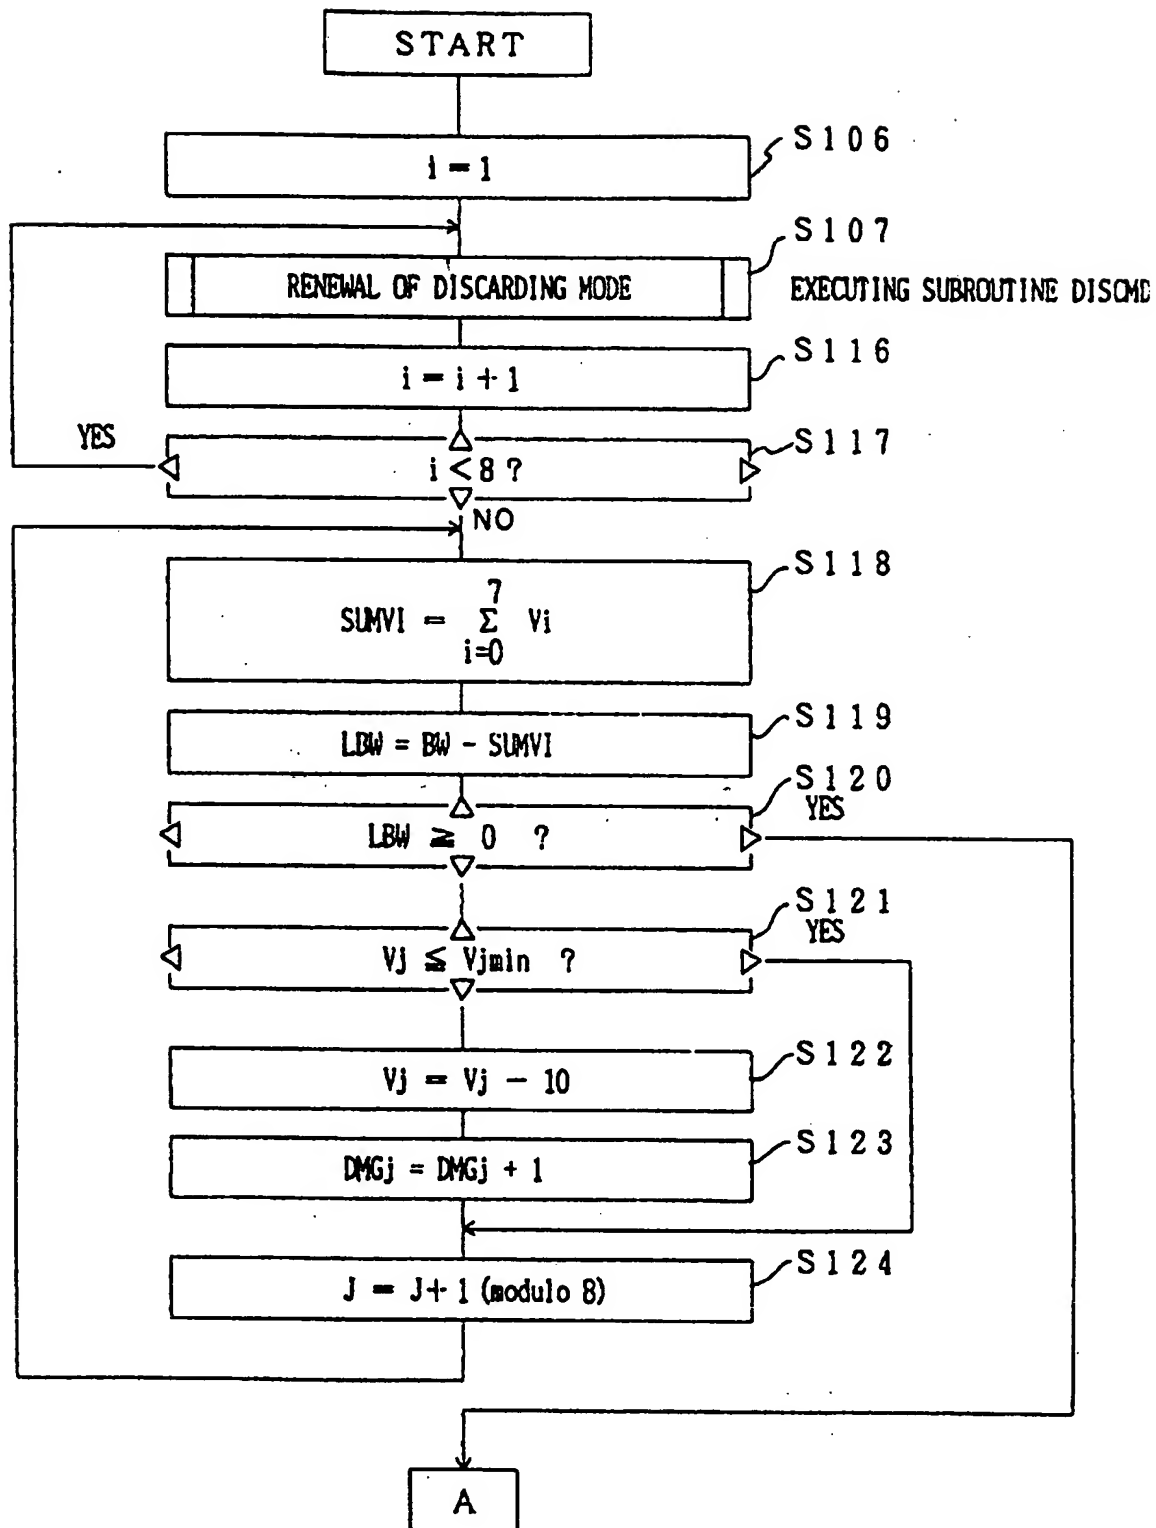 START
i = 1
S106
S107
RENEWAL OF DISCARDING MODE
EXECUTING SUBROUTINE DISCMD
S116
i = i + 1
YES
S117
i < 8 ?
NO
S118
7
SUMVI = Σ Vi
i=0
S119
LBW = BW - SUMVI
S120
YES
LBW ≧ 0 ?
S121
YES
Vj ≦ Vjmin ?
S122
Vj = Vj - 10
S123
DMGj = DMGj + 1
S124
J = J + 1 (modulo 8)
A